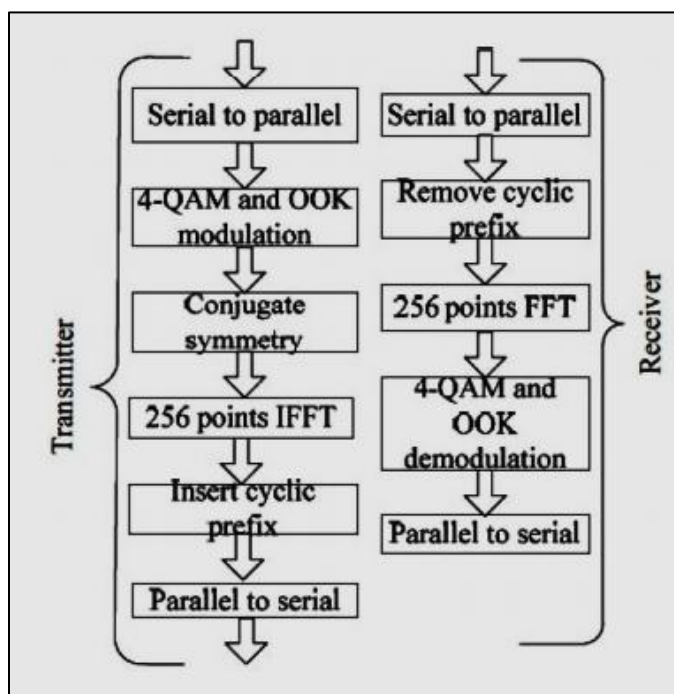 Transmitter
Serial to parallel
4-QAM and OOK
modulation
Conjugate
symmetry
256 points IFFT
Insert cyclic
prefix
Parallel to serial
Serial to parallel
Remove cyclic
prefix
256 points FFT
4-QAM and
OOK
demodulation
Parallel to serial
Receiver